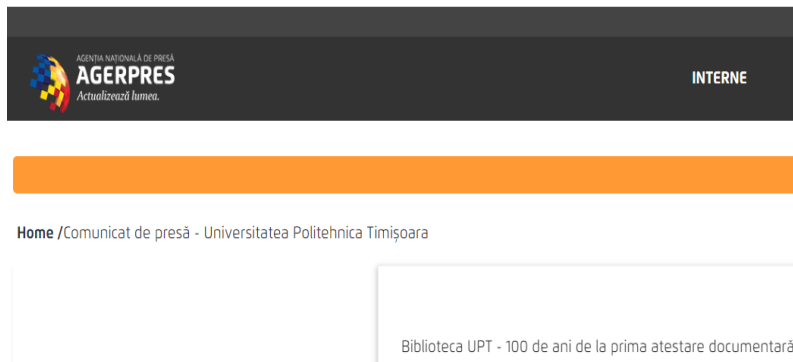 AGENȚIA NAȚIONALĂ DE PRESĂ
AGERPRES
Actualizează lumea.
INTERNE
Home /Comunicat de presă - Universitatea Politehnica Timișoara
Biblioteca UPT - 100 de ani de la prima atestare documentară